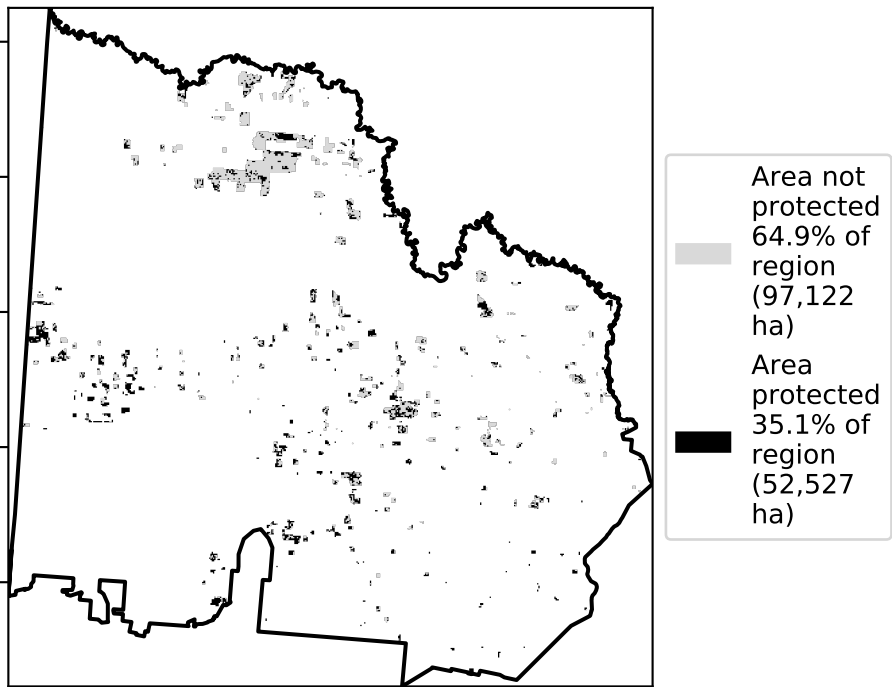 Area not
protected
64.9% of
region
(97,122
ha)
Area
protected
35.1% of
region
(52,527
ha)